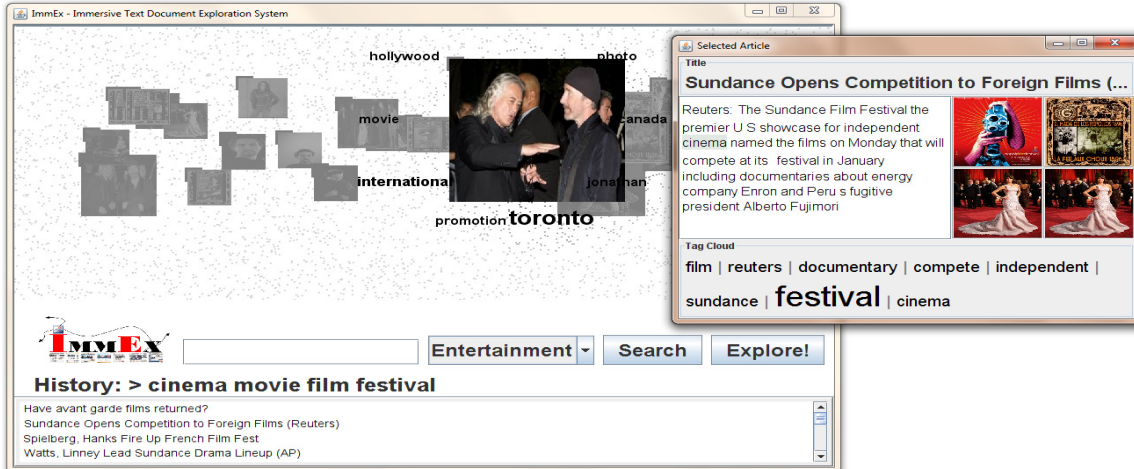 ImmEx - Immersive Text Document Exploration System
hollywood
photo
movie
canada
international
jonathan
promotion
toronto
IMMEX
Entertainment
Search
Explore!
History: > cinema movie film festival
Have avant garde films returned?
Sundance Opens Competition to Foreign Films (Reuters)
Spielberg, Hanks Fire Up French Film Fest
Watts, Linney Lead Sundance Drama Lineup (AP)
Selected Article
Title
Sundance Opens Competition to Foreign Films (...
Reuters: The Sundance Film Festival the
premier U S showcase for independent
cinema named the films on Monday that will
compete at its festival in January
including documentaries about energy
company Enron and Peru s fugitive
president Alberto Fujimori
Tag Cloud
film | reuters | documentary | compete | independent |
sundance | festival | cinema